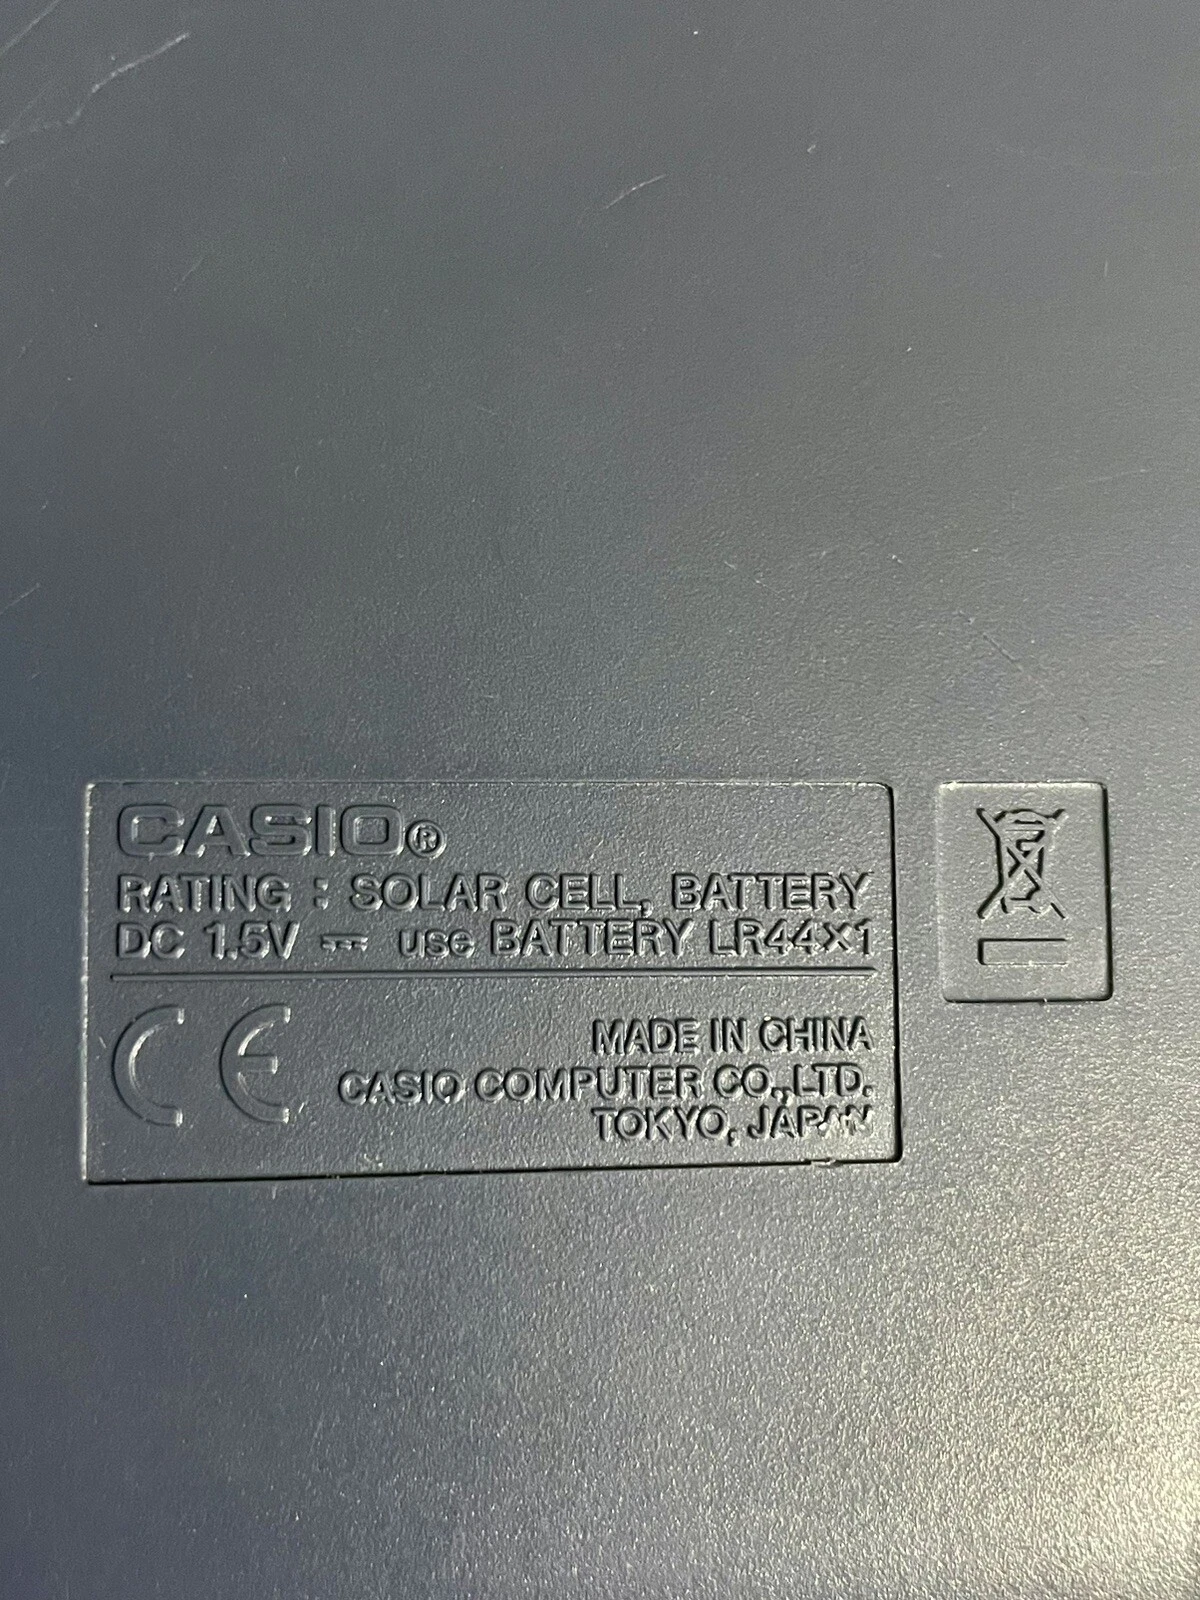 CASIO®
RATING : SOLAR CELL, BATTERY
DC 1.5V ⎓ use BATTERY LR44×1
CE
MADE IN CHINA
CASIO COMPUTER CO.,LTD.
TOKYO, JAPAN